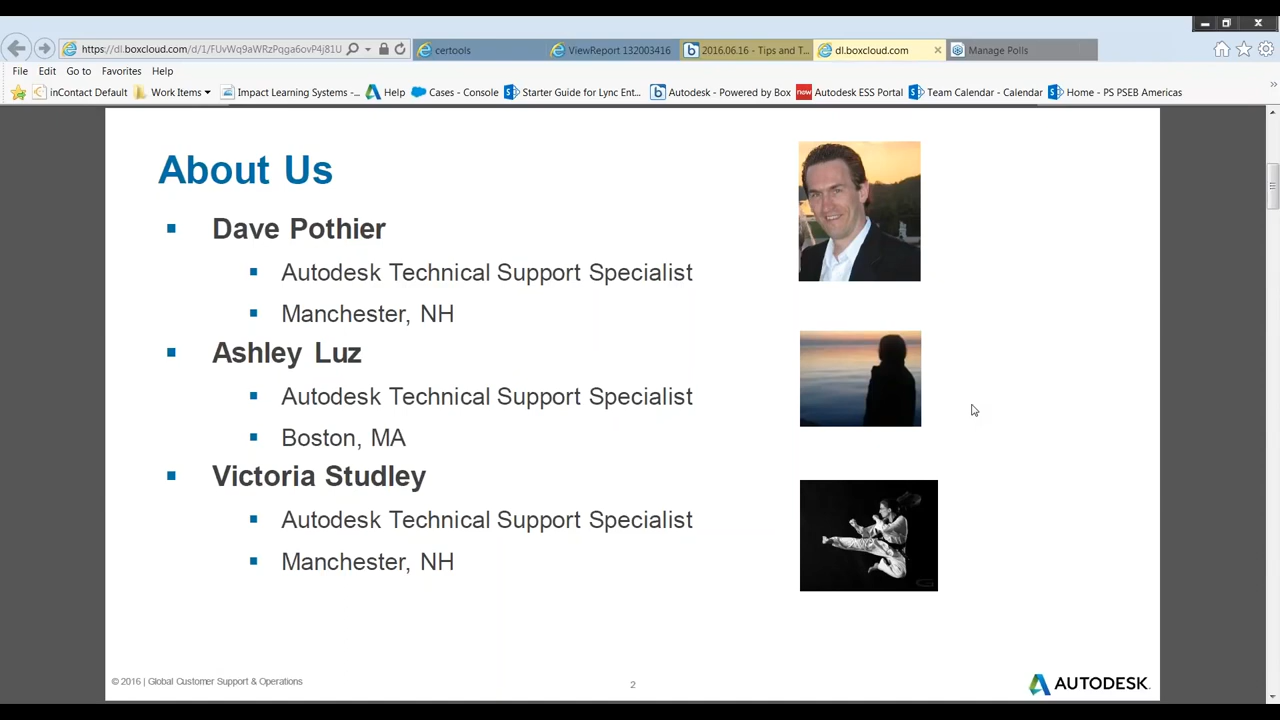 https://dl.boxcloud.com/d/1/FUvWq9aWRzPqga6ovP4j81U
certools
ViewReport 132003416
2016.06.16 - Tips and T...
dl.boxcloud.com
Manage Polls
File Edit Go to Favorites Help
inContact Default
Work Items
Impact Learning Systems -...
Help
Cases - Console
Starter Guide for Lync Ent...
Autodesk - Powered by Box
now
Autodesk ESS Portal
Team Calendar - Calendar
Home - PS PSEB Americas
About Us
Dave Pothier
Autodesk Technical Support Specialist
Manchester, NH
Ashley Luz
Autodesk Technical Support Specialist
Boston, MA
Victoria Studley
Autodesk Technical Support Specialist
Manchester, NH
© 2016 | Global Customer Support & Operations
2
AUTODESK.